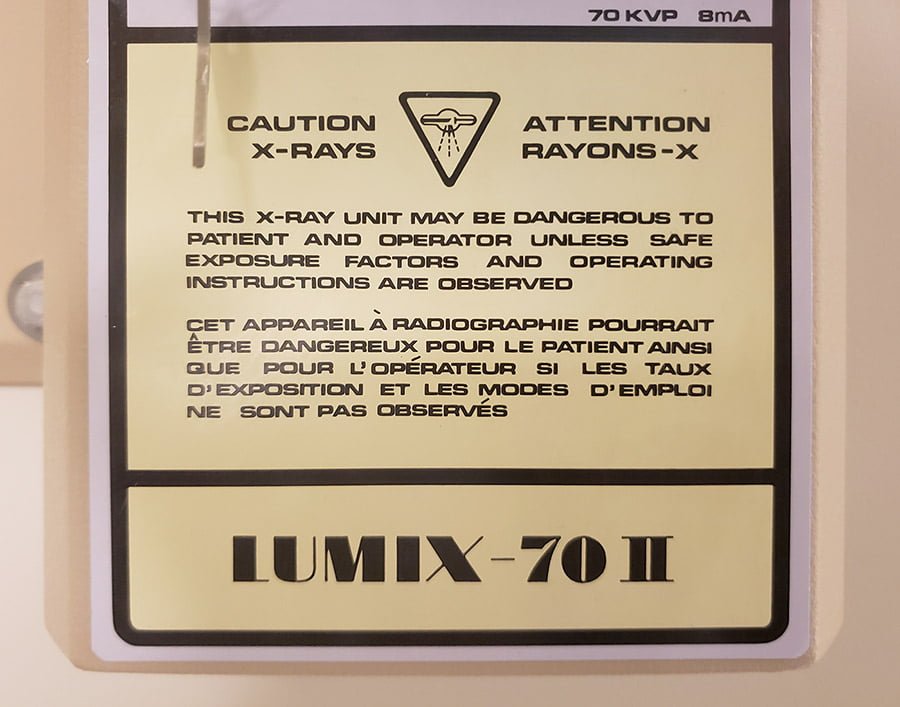 70 KVP 8mA
CAUTION
X-RAYS
ATTENTION
RAYONS-X
THIS X-RAY UNIT MAY BE DANGEROUS TO
PATIENT AND OPERATOR UNLESS SAFE
EXPOSURE FACTORS AND OPERATING
INSTRUCTIONS ARE OBSERVED
CET APPAREIL À RADIOGRAPHIE POURRAIT
ÊTRE DANGEREUX POUR LE PATIENT AINSI
QUE POUR L'OPÉRATEUR SI LES TAUX
D'EXPOSITION ET LES MODES D'EMPLOI
NE SONT PAS OBSERVÉS
LUMIX-70 II